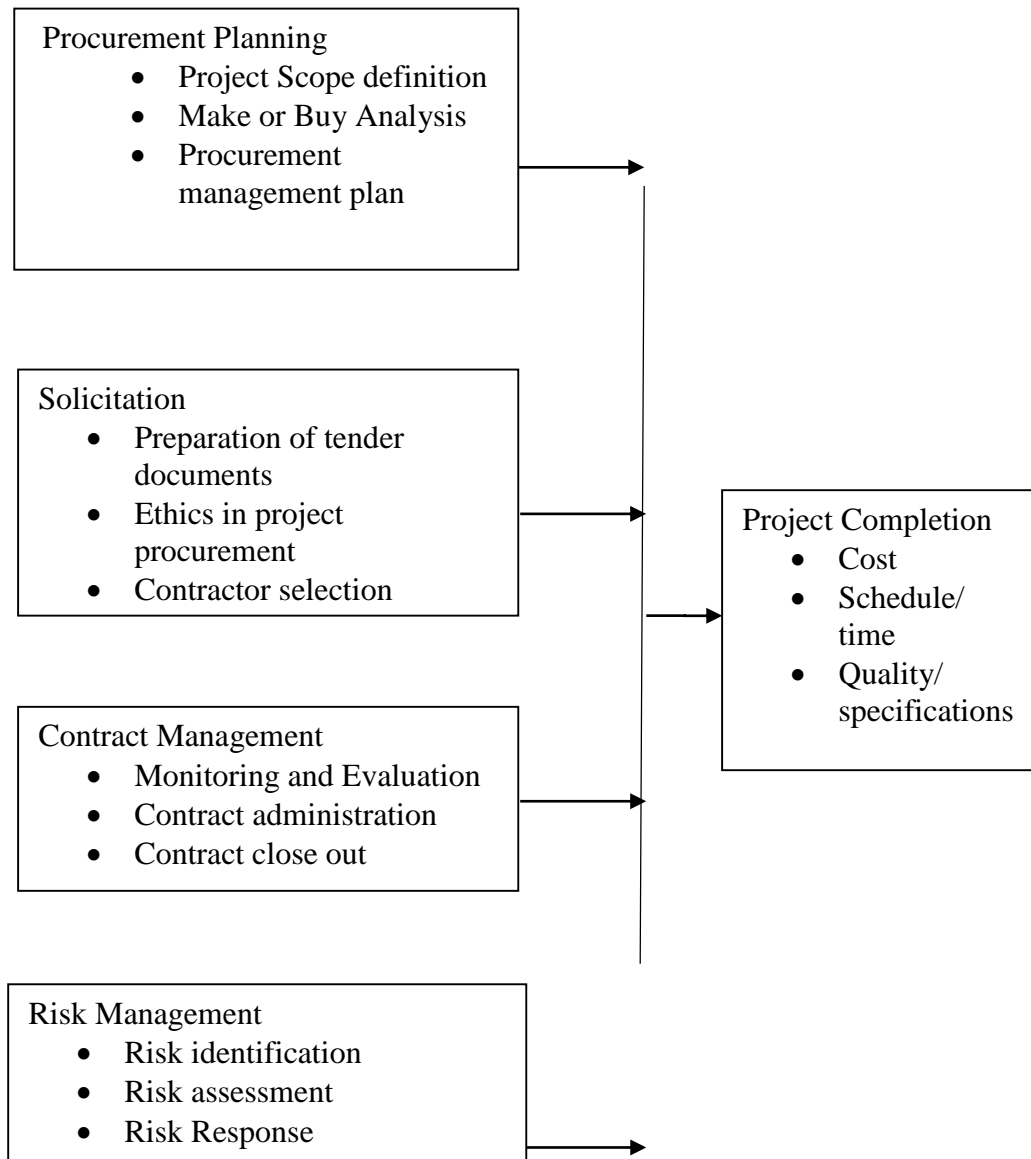 Procurement Planning
• Project Scope definition
• Make or Buy Analysis
• Procurement
management plan
Solicitation
• Preparation of tender
documents
• Ethics in project
procurement
• Contractor selection
Contract Management
• Monitoring and Evaluation
• Contract administration
• Contract close out
Risk Management
• Risk identification
• Risk assessment
• Risk Response
Project Completion
• Cost
• Schedule/
time
• Quality/
specifications